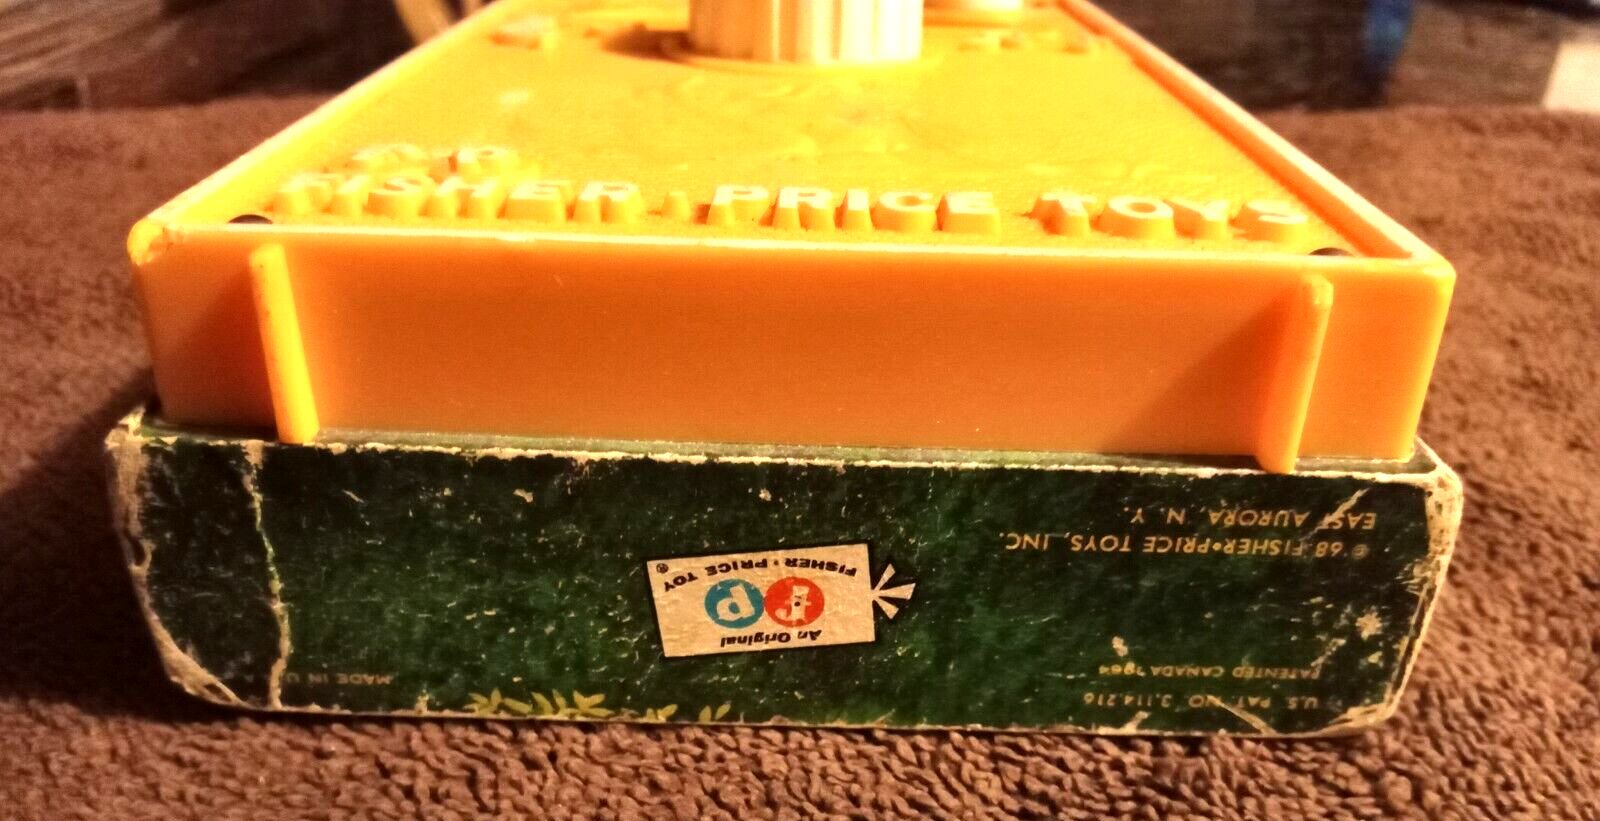 FISHER · PRICE TOYS
U.S. PAT. NO. 3,114,216
PATENTED CANADA 1964
MADE IN U.
An Original
fp
FISHER · PRICE TOY ®
© 68 FISHER·PRICE TOYS, INC.
EAST AURORA, N. Y.